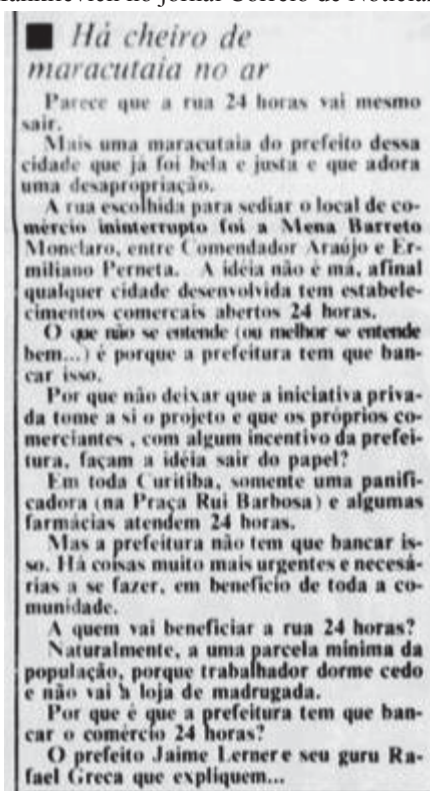 no jornal Correio de Notícia
Há cheiro de
maracutaia no ar
Parece que a rua 24 horas vai mesmo
sair.
Mais uma maracutaia do prefeito dessa
cidade que já foi bela e justa e que adora
uma desapropriação.
A rua escolhida para sediar o local de co-
mércio ininterrupto foi a Mena Barreto
Monclaro, entre Comendador Araújo e Er-
miliano Perneta. A idéia não é má, afinal
qualquer cidade desenvolvida tem estabele-
cimentos comercais abertos 24 horas.
O que não se entende (ou melhor se entende
bem...) é porque a prefeitura tem que ban-
car isso.
Por que não deixar que a iniciativa priva-
da tome a si o projeto e que os próprios co-
merciantes , com algum incentivo da prefei-
tura, façam a idéia sair do papel?
Em toda Curitiba, somente uma panifi-
cadora (na Praça Rui Barbosa) e algumas
farmácias atendem 24 horas.
Mas a prefeitura não tem que bancar is-
so. Há coisas muito mais urgentes e necesá-
rias a se fazer, em benefício de toda a co-
munidade.
A quem vai beneficiar a rua 24 horas?
Naturalmente, a uma parcela mínima da
população, porque trabalhador dorme cedo
e não vai à loja de madrugada.
Por que é que a prefeitura tem que ban-
car o comércio 24 horas?
O prefeito Jaime Lerner e seu guru Ra-
fael Greca que expliquem...